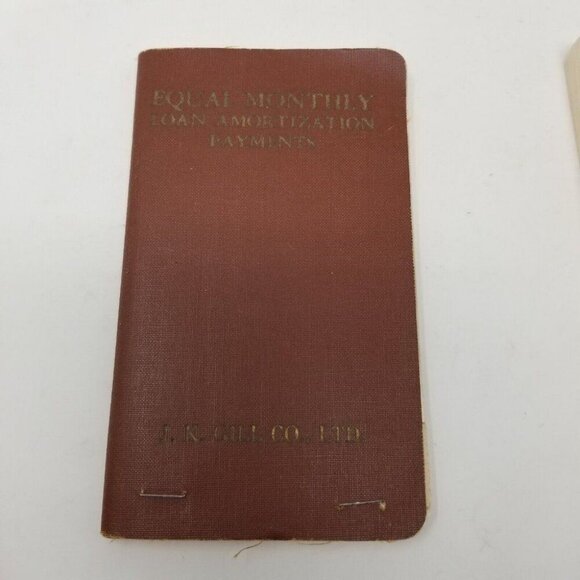 EQUAL MONTHLY
LOAN AMORTIZATION
PAYMENTS
J. K. GILL CO., LTD.